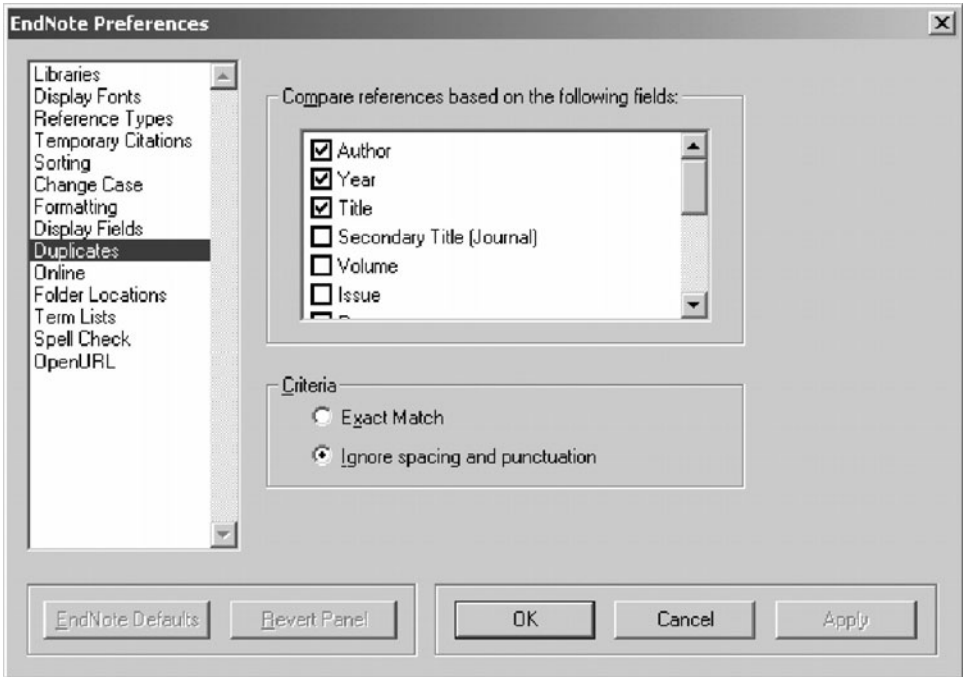 EndNote Preferences
Libraries
Display Fonts
Reference Types
Temporary Citations
Sorting
Change Case
Formatting
Display Fields
Duplicates
Online
Folder Locations
Term Lists
Spell Check
OpenURL
Compare references based on the following fields:
Author
Year
Title
Secondary Title (Journal)
Volume
Issue
Criteria
Exact Match
Ignore spacing and punctuation
EndNote Defaults
Revert Panel
OK
Cancel
Apply